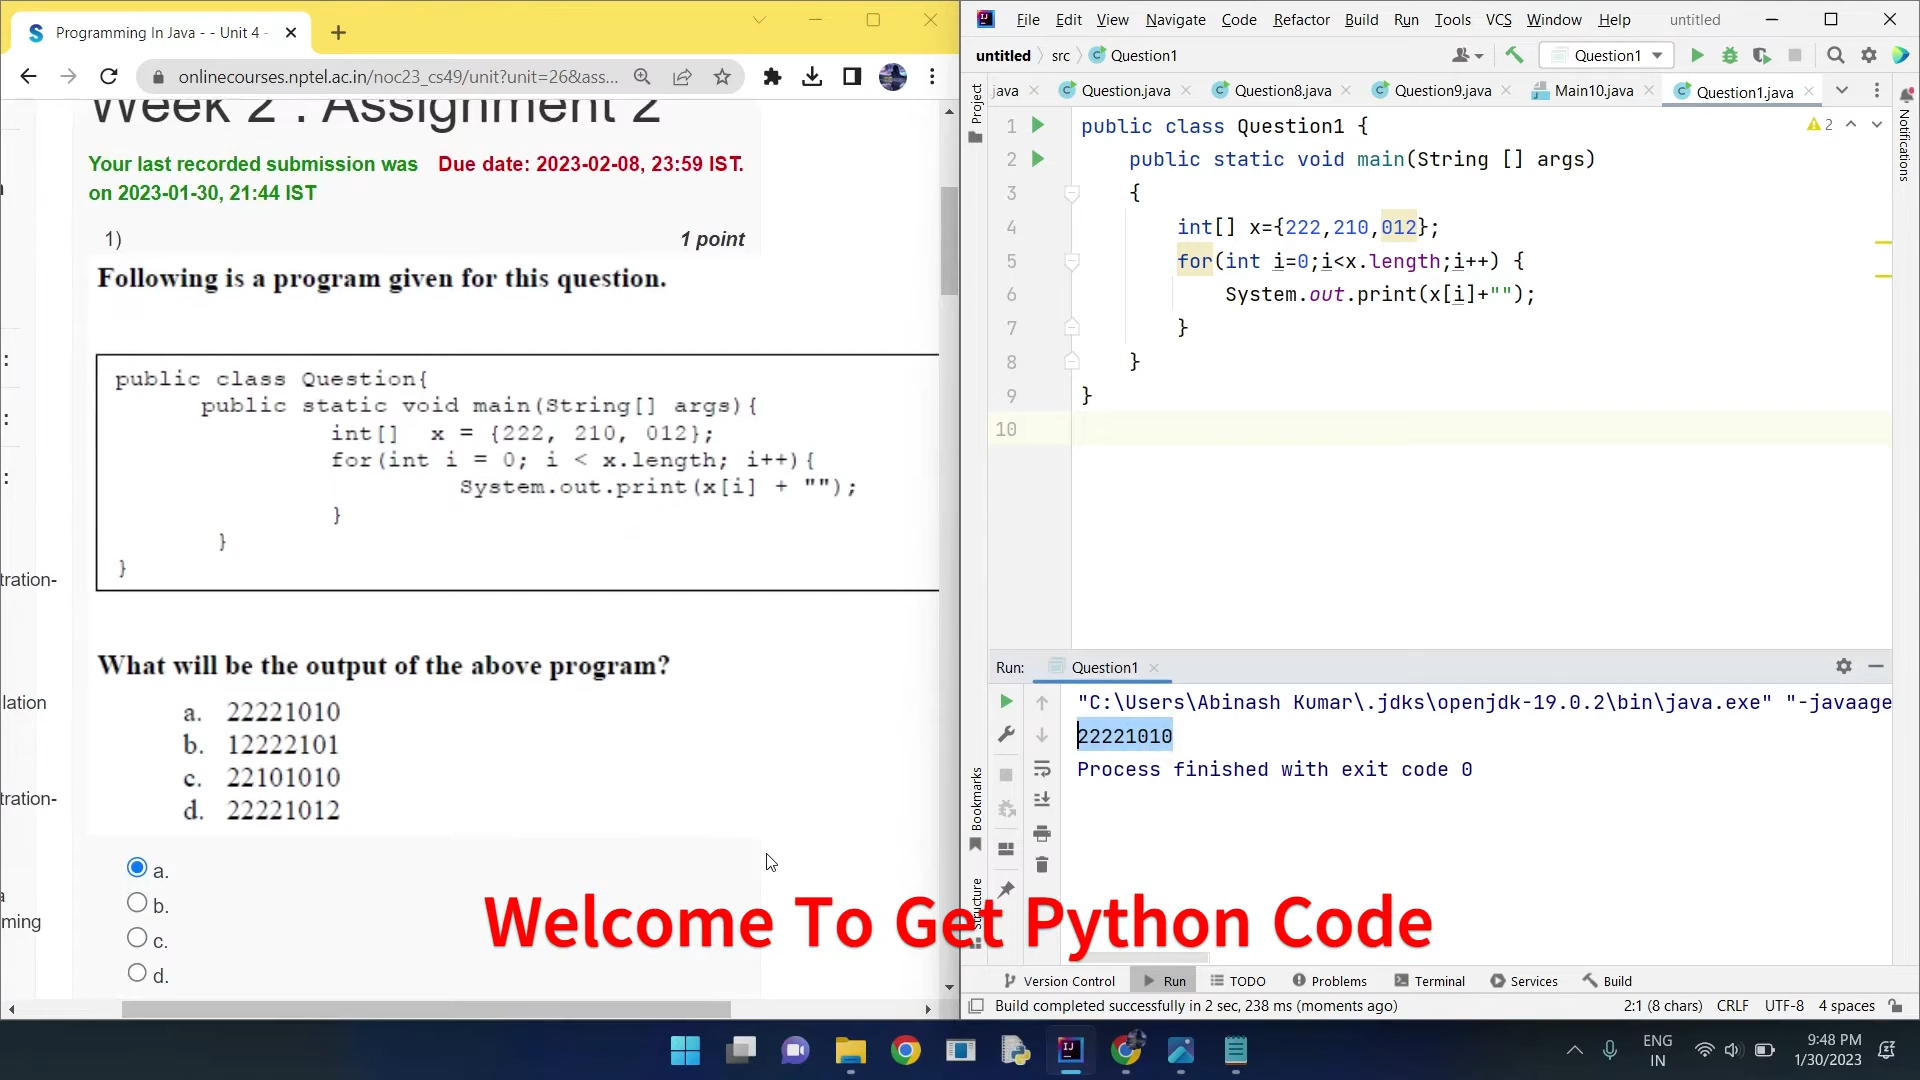 Programming In Java - - Unit 4 -
onlinecourses.nptel.ac.in/noc23_cs49/unit?unit=26&ass...
Week 2 : Assignment 2
Your last recorded submission was
on 2023-01-30, 21:44 IST
Due date: 2023-02-08, 23:59 IST.
1)
1 point
Following is a program given for this question.
public class Question{
public static void main(String[] args){
int[] x = {222, 210, 012};
for(int i = 0; i < x.length; i++){
System.out.print(x[i] + "");
}
}
}
What will be the output of the above program?
a. 22221010
b. 12222101
c. 22101010
d. 22221012
a.
b.
c.
d.
:
:
:
tration-
lation
tration-
a
ming
File Edit View Navigate Code Refactor Build Run Tools VCS Window Help untitled
untitled src Question1 Question1
java Question.java Question8.java Question9.java Main10.java Question1.java
Project
Notifications
2
1 public class Question1 {
2 public static void main(String [] args)
3 {
4 int[] x={222,210,012};
5 for(int i=0;i<x.length;i++) {
6 System.out.print(x[i]+"");
7 }
8 }
9 }
10
Run: Question1
"C:\Users\Abinash Kumar\.jdks\openjdk-19.0.2\bin\java.exe" "-javaage
22221010
Process finished with exit code 0
Bookmarks
Structure
Welcome To Get Python Code
Version Control Run TODO Problems Terminal Services Build
Build completed successfully in 2 sec, 238 ms (moments ago) 2:1 (8 chars) CRLF UTF-8 4 spaces
ENG
IN
9:48 PM
1/30/2023